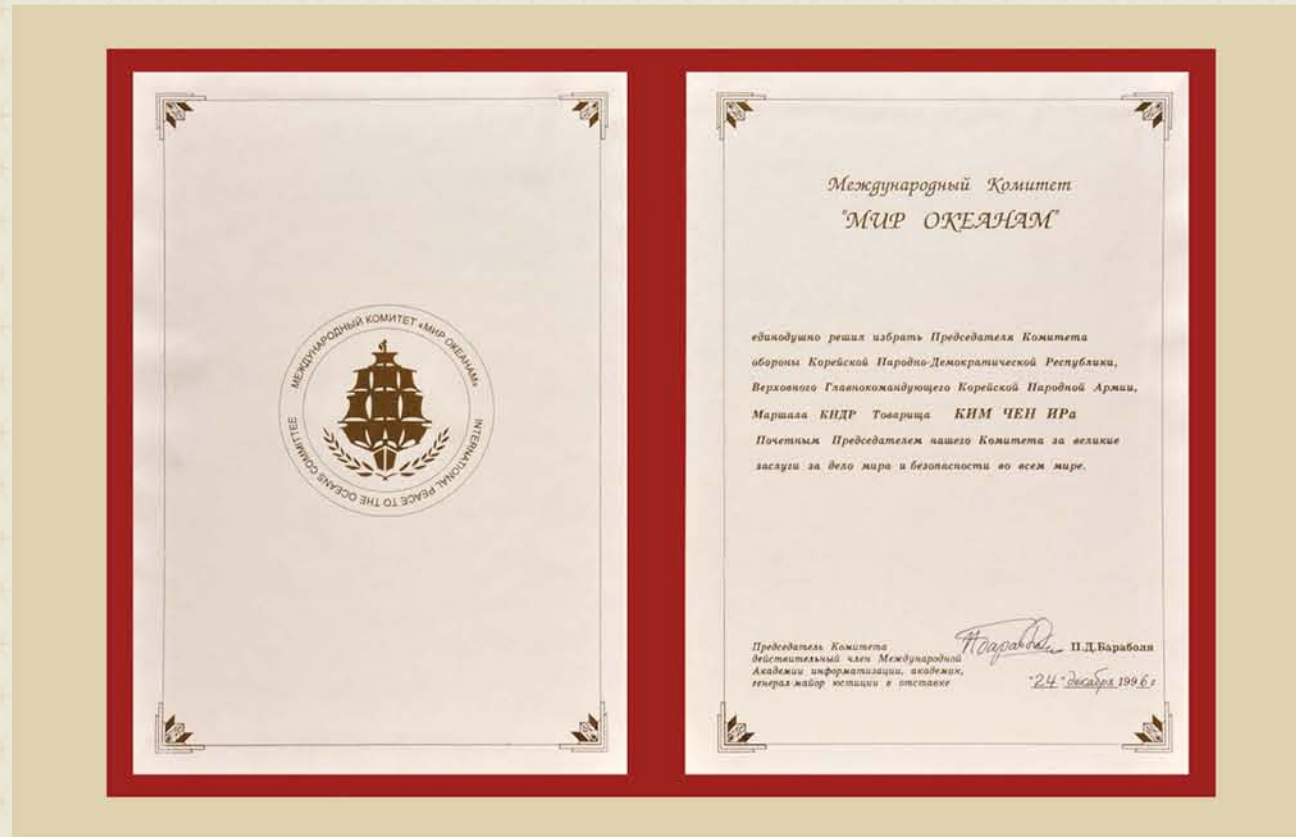 МЕЖДУНАРОДНЫЙ КОМИТЕТ «МИР ОКЕАНАМ»
INTERNATIONAL PEACE TO THE OCEANS COMMITTEE
Международный Комитет
"МИР ОКЕАНАМ"
единодушно решил избрать Председателя Комитета
обороны Корейской Народно-Демократической Республики,
Верховного Главнокомандующего Корейской Народной Армии,
Маршала КНДР Товарища КИМ ЧЕН ИРа
Почетным Председателем нашего Комитета за великие
заслуги за дело мира и безопасности во всем мире.
Председатель Комитета
действительный член Международной
Академии информатизации, академик,
генерал-майор юстиции в отставке
П.Д.Бараболя
"24" декабря 1996 г